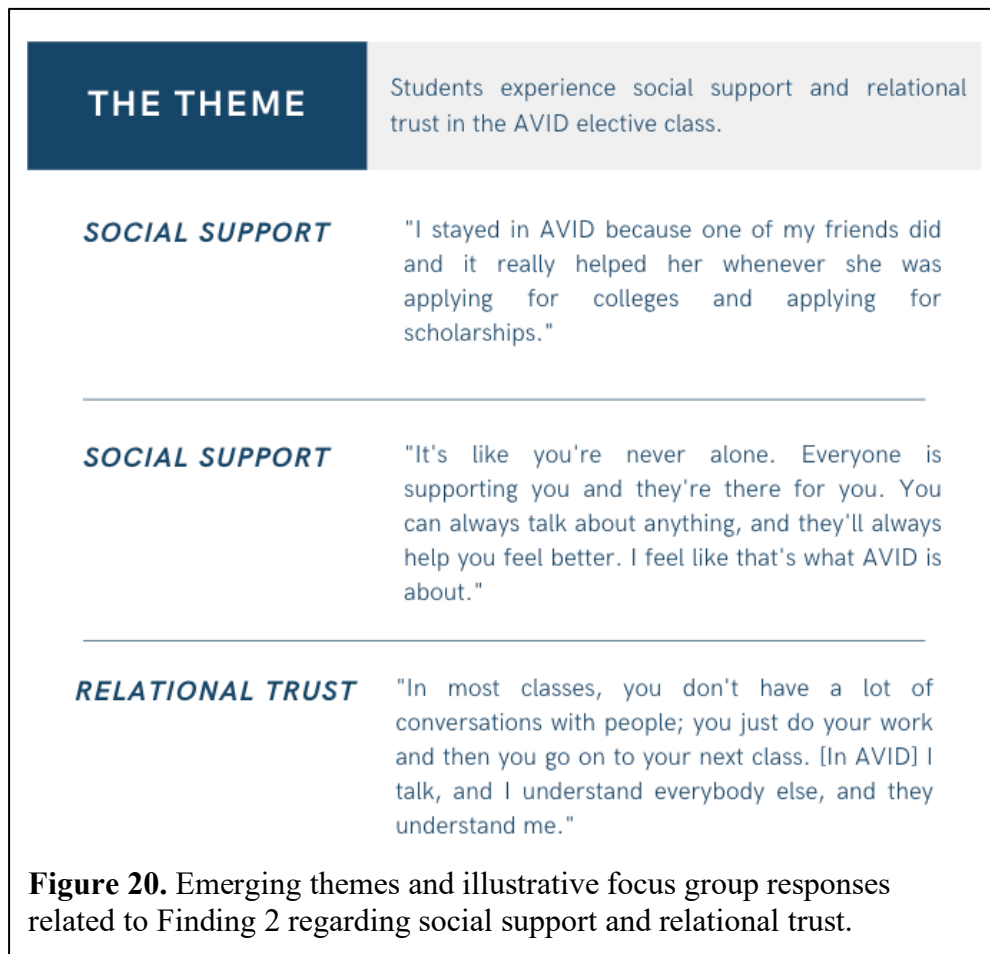 THE THEME
Students experience social support and relational
trust in the AVID elective class.
SOCIAL SUPPORT
"I stayed in AVID because one of my friends did
and it really helped her whenever she was
applying for colleges and applying for
scholarships."
SOCIAL SUPPORT
"It's like you're never alone. Everyone is
supporting you and they're there for you. You
can always talk about anything, and they'll always
help you feel better. I feel like that's what AVID is
about."
RELATIONAL TRUST
"In most classes, you don't have a lot of
conversations with people; you just do your work
and then you go on to your next class. [In AVID] I
talk, and I understand everybody else, and they
understand me."
Figure 20. Emerging themes and illustrative focus group responses
related to Finding 2 regarding social support and relational trust.